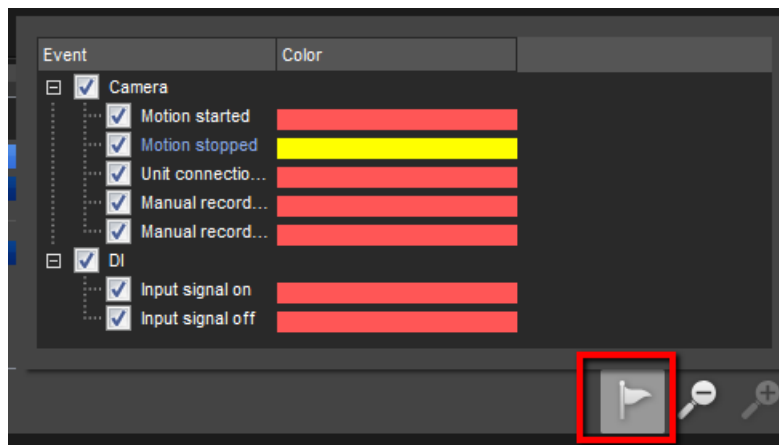 Event Color
Camera
Motion started
Motion stopped
Unit connectio...
Manual record...
Manual record...
DI
Input signal on
Input signal off